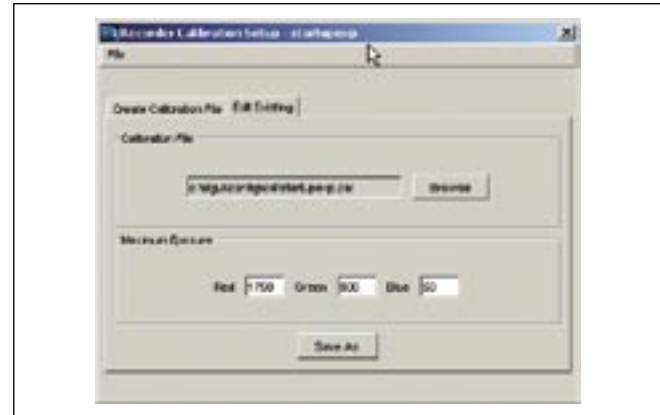 Recorder Calibration Setup -
File
Create Calibration File Edit Existing
Calibration File
Browse
Maximum Exposure
Red 1750 Green 800 Blue 50
Save As